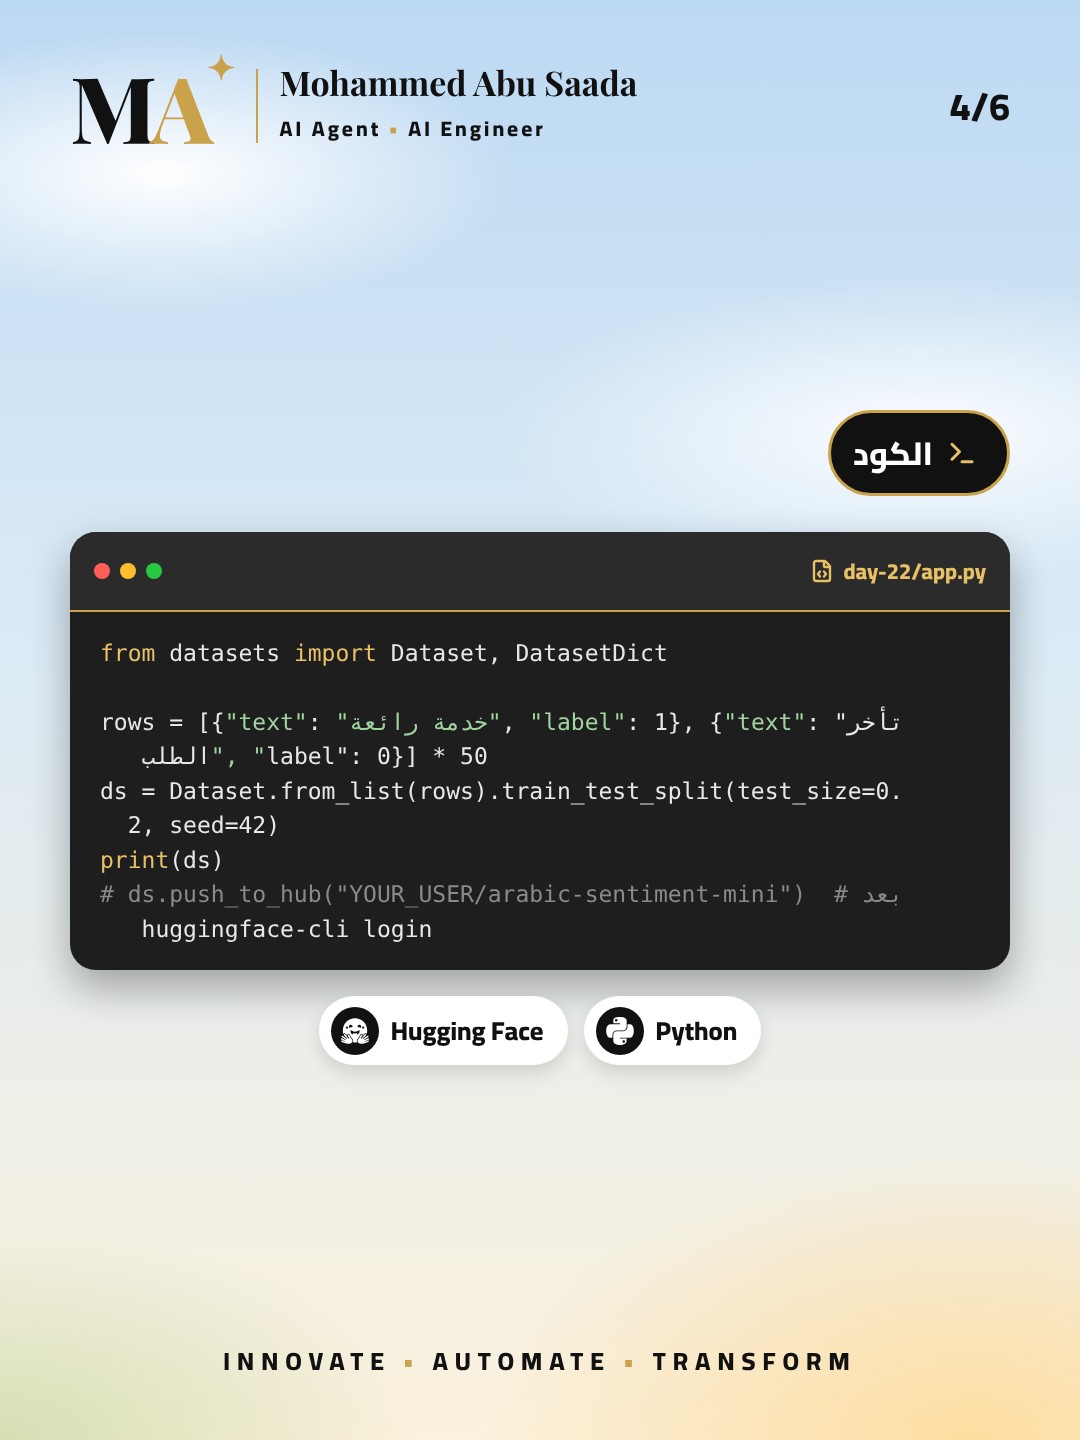 MA
Mohammed Abu Saada
AI Agent ▪ AI Engineer
4/6
الكود
day-22/app.py
from datasets import Dataset, DatasetDict
rows = [{"text": "خدمة رائعة", "label": 1}, {"text": "تأخر
الطلب", "label": 0}] * 50
ds = Dataset.from_list(rows).train_test_split(test_size=0.
2, seed=42)
print(ds)
# ds.push_to_hub("YOUR_USER/arabic-sentiment-mini")  # بعد
huggingface-cli login
Hugging Face
Python
INNOVATE ▪ AUTOMATE ▪ TRANSFORM